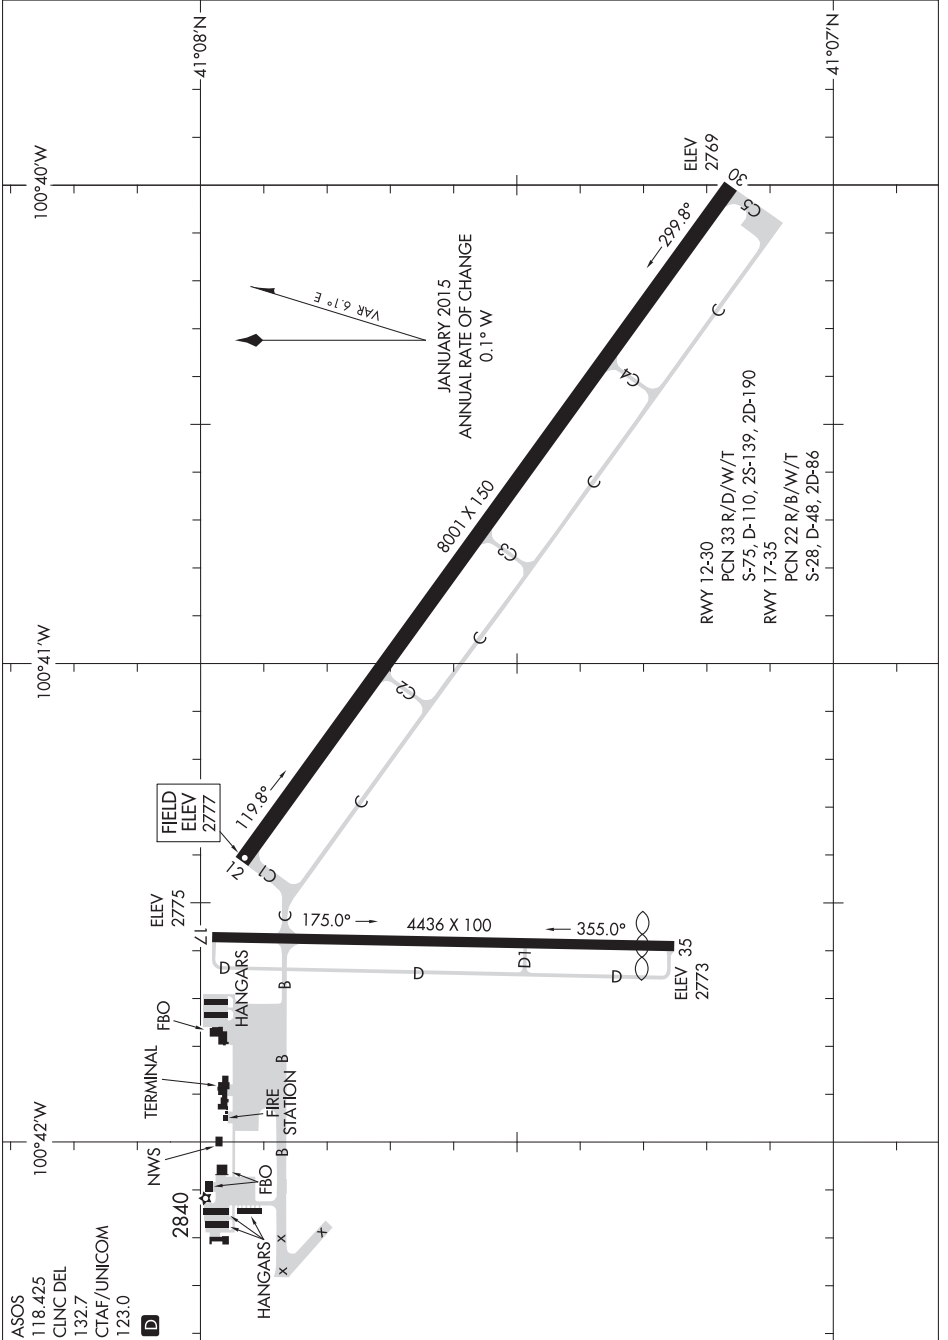 ASOS
118.425
CLNC DEL
132.7
CTAF/UNICOM
123.0
D
100°42'W
100°41'W
100°40'W
41°08'N
41°07'N
2840
HANGARS
FBO
NWS
TERMINAL
FIRE
STATION
FBO
HANGARS
ELEV
2775
17
FIELD
ELEV
2777
12
119.8°
175.0°
4436 X 100
355.0°
35
ELEV
2773
8001 X 150
299.8°
30
ELEV
2769
VAR 6.1° E
JANUARY 2015
ANNUAL RATE OF CHANGE
0.1° W
X
X
X
B
B
B
D
D
D
D1
C
C1
C
C2
C
C3
C
C4
C
C5
RWY 12-30
PCN 33 R/D/W/T
S-75, D-110, 2S-139, 2D-190
RWY 17-35
PCN 22 R/B/W/T
S-28, D-48, 2D-86